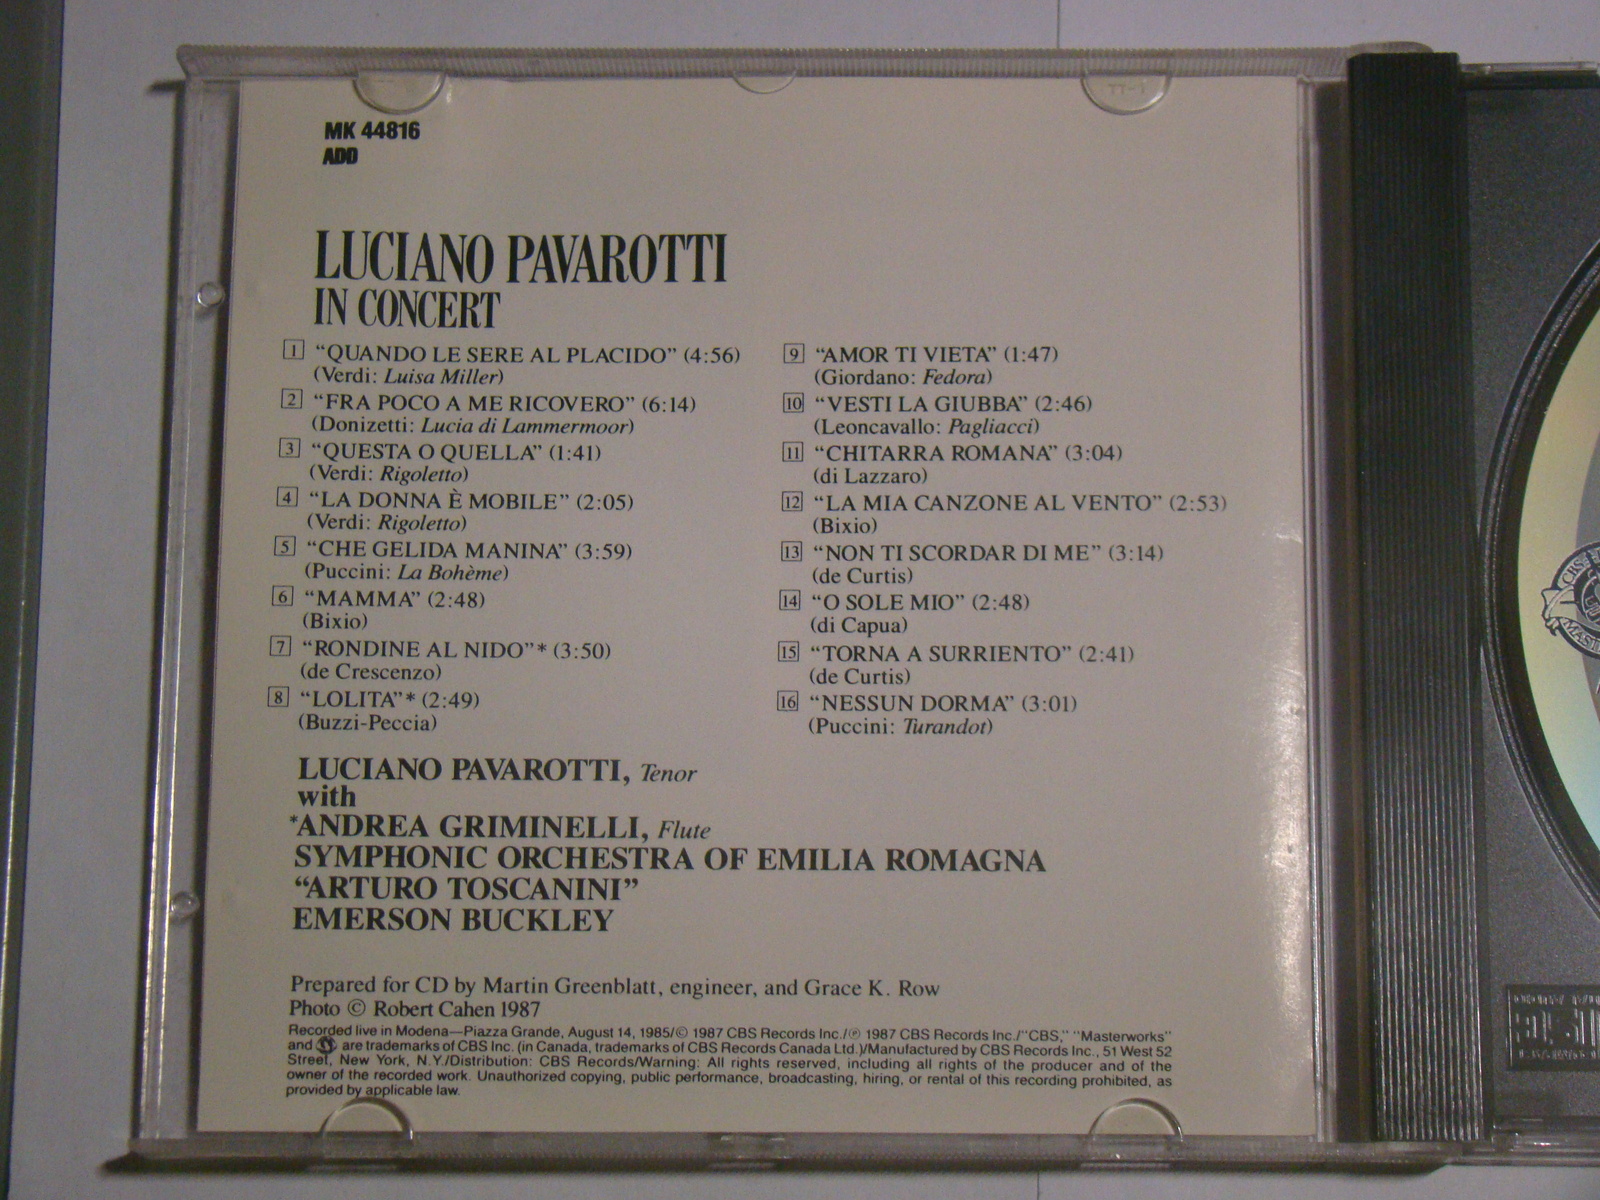 MK 44816
ADD
LUCIANO PAVAROTTI
IN CONCERT
1 “QUANDO LE SERE AL PLACIDO” (4:56)
(Verdi: Luisa Miller)
2 “FRA POCO A ME RICOVERO” (6:14)
(Donizetti: Lucia di Lammermoor)
3 “QUESTA O QUELLA” (1:41)
(Verdi: Rigoletto)
4 “LA DONNA È MOBILE” (2:05)
(Verdi: Rigoletto)
5 “CHE GELIDA MANINA” (3:59)
(Puccini: La Bohème)
6 “MAMMA” (2:48)
(Bixio)
7 “RONDINE AL NIDO”* (3:50)
(de Crescenzo)
8 “LOLITA”* (2:49)
(Buzzi-Peccia)
9 “AMOR TI VIETA” (1:47)
(Giordano: Fedora)
10 “VESTI LA GIUBBA” (2:46)
(Leoncavallo: Pagliacci)
11 “CHITARRA ROMANA” (3:04)
(di Lazzaro)
12 “LA MIA CANZONE AL VENTO” (2:53)
(Bixio)
13 “NON TI SCORDAR DI ME” (3:14)
(de Curtis)
14 “O SOLE MIO” (2:48)
(di Capua)
15 “TORNA A SURRIENTO” (2:41)
(de Curtis)
16 “NESSUN DORMA” (3:01)
(Puccini: Turandot)
LUCIANO PAVAROTTI, Tenor
with
*ANDREA GRIMINELLI, Flute
SYMPHONIC ORCHESTRA OF EMILIA ROMAGNA
“ARTURO TOSCANINI”
EMERSON BUCKLEY
Prepared for CD by Martin Greenblatt, engineer, and Grace K. Row
Photo © Robert Cahen 1987
Recorded live in Modena—Piazza Grande, August 14, 1985/© 1987 CBS Records Inc./℗ 1987 CBS Records Inc./“CBS,” “Masterworks”
and are trademarks of CBS Inc. (in Canada, trademarks of CBS Records Canada Ltd.)/Manufactured by CBS Records Inc., 51 West 52
Street, New York, N.Y./Distribution: CBS Records/Warning: All rights reserved, including all rights of the producer and of the
owner of the recorded work. Unauthorized copying, public performance, broadcasting, hiring, or rental of this recording prohibited, as
provided by applicable law.
CBS